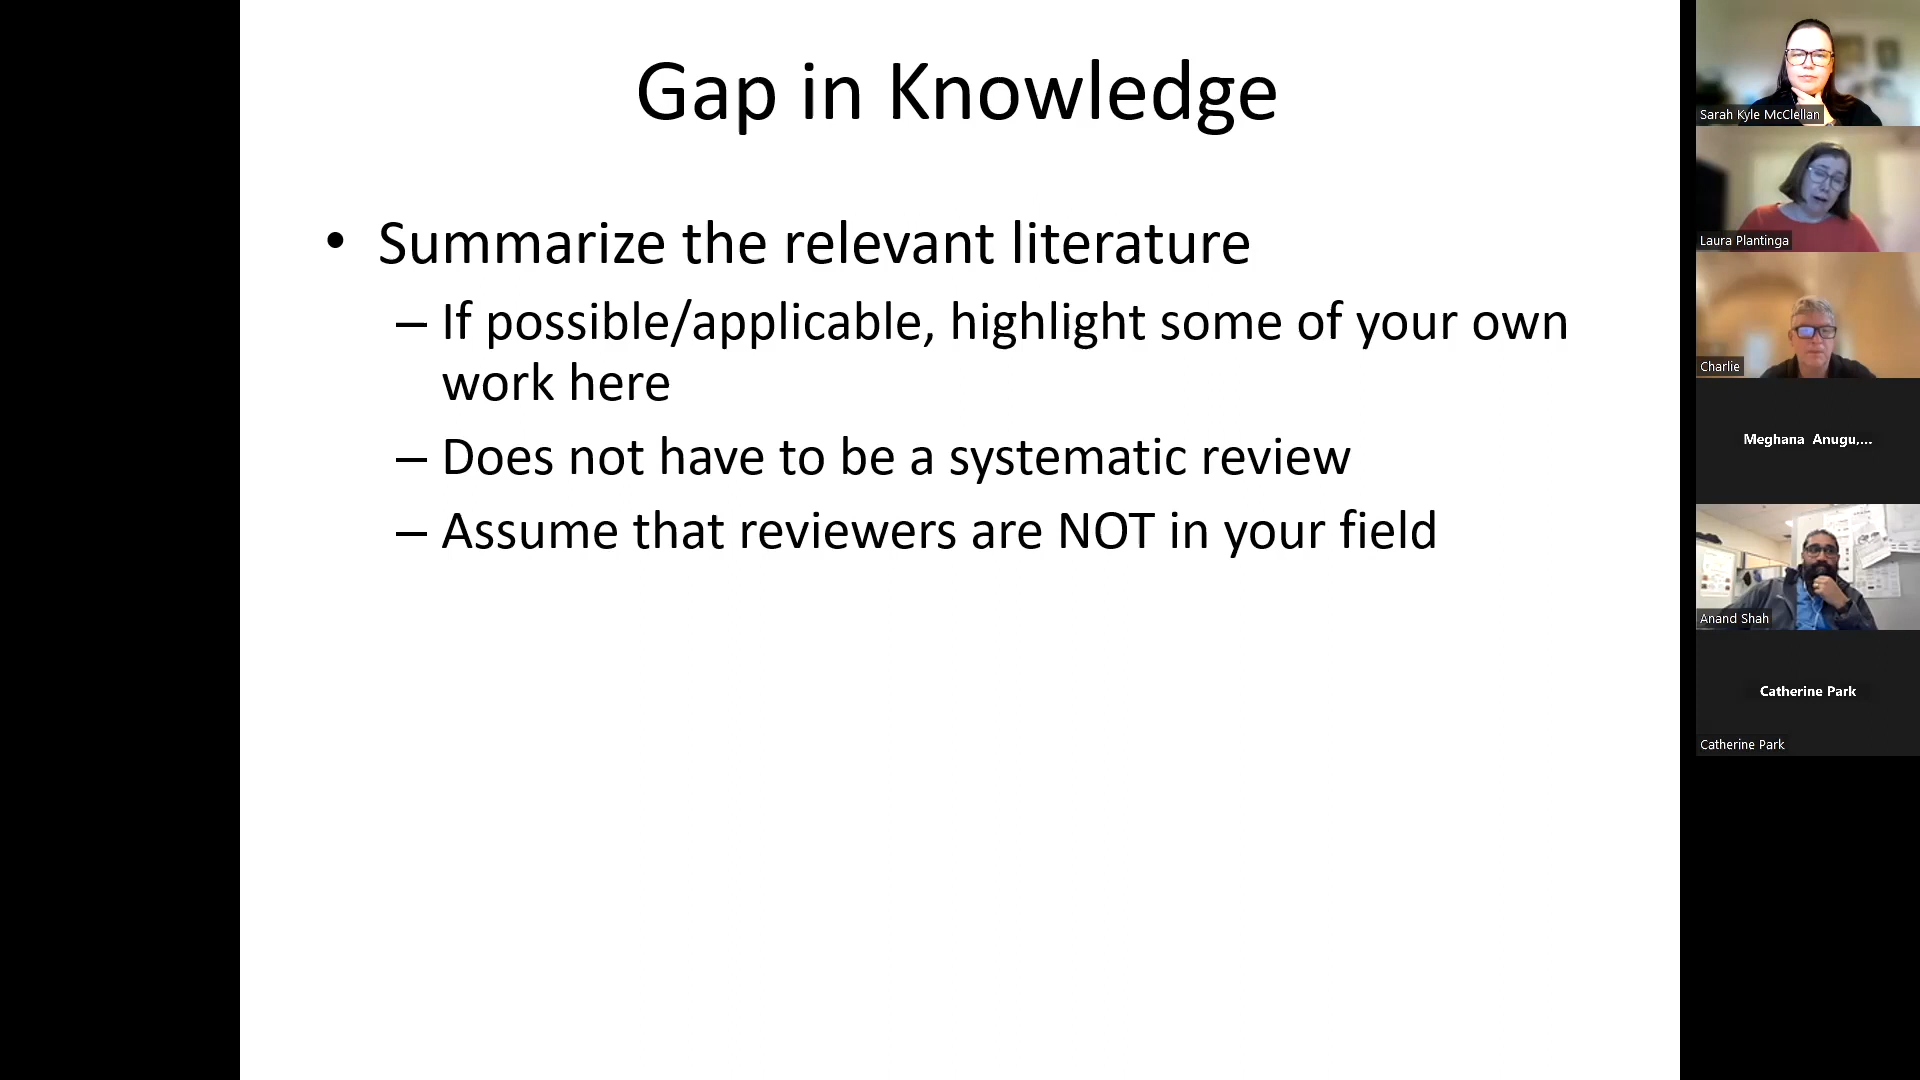 Gap in Knowledge
• Summarize the relevant literature
– If possible/applicable, highlight some of your own
work here
– Does not have to be a systematic review
– Assume that reviewers are NOT in your field
Sarah Kyle McClellan
Laura Plantinga
Charlie
Meghana Anugu,...
Anand Shah
Catherine Park
Catherine Park